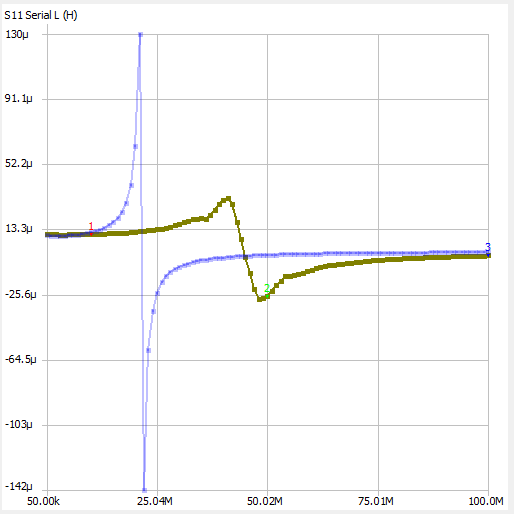 S11 Serial L (H)
130µ
91.1µ
52.2µ
13.3µ
-25.6µ
-64.5µ
-103µ
-142µ
1
2
3
50.00k 25.04M 50.02M 75.01M 100.0M